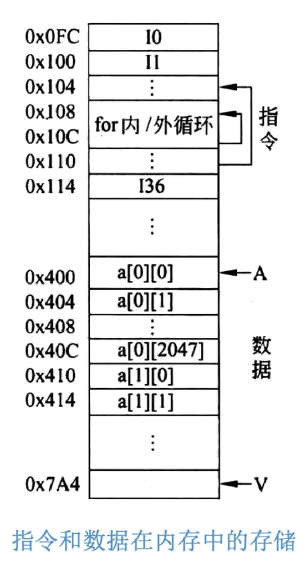 0x0FC I0
0x100 I1
0x104 ⋮
0x108
for内/外循环
0x10C
0x110 ⋮
0x114 I36
指令
⋮
0x400 a[0][0] A
0x404 a[0][1]
0x408 ⋮
0x40C a[0][2047]
0x410 a[1][0]
0x414 a[1][1]
数据
⋮
0x7A4 V
指令和数据在内存中的存储